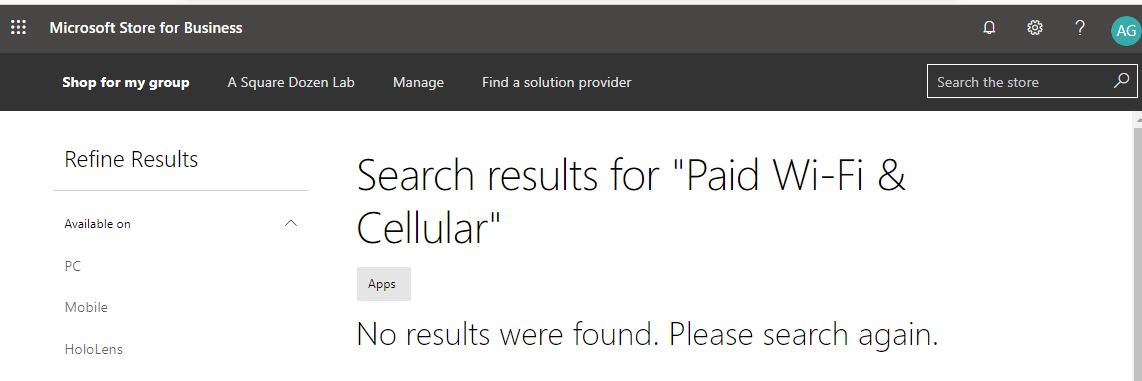 Microsoft Store for Business
?
AG
Shop for my group A Square Dozen Lab Manage Find a solution provider Search the store
Refine Results
Search results for "Paid Wi-Fi &
Cellular"
Available on
PC
Apps
Mobile
No results were found. Please search again.
HoloLens